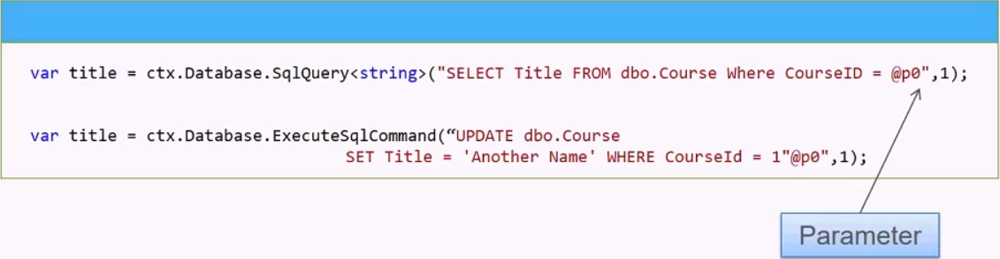 var title = ctx.Database.SqlQuery<string>("SELECT Title FROM dbo.Course Where CourseID = @p0",1);
var title = ctx.Database.ExecuteSqlCommand(“UPDATE dbo.Course
SET Title = 'Another Name' WHERE CourseId = 1"@p0",1);
Parameter